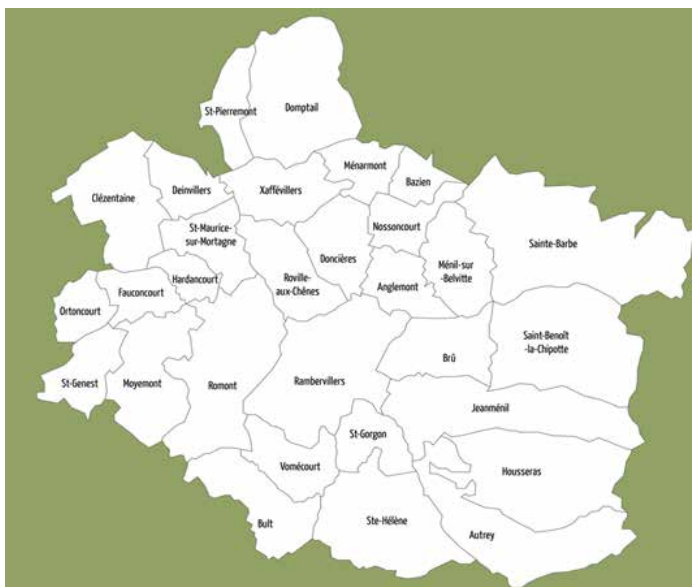 St-Pierremont
Domptail
Ménarmont
Bazien
Clézentaine
Deinvillers
Xaffévillers
St-Maurice-
sur-Mortagne
Nossoncourt
Sainte-Barbe
Doncières
Ménil-sur
-Belvitte
Hardancourt
Roville-
aux-Chênes
Anglemont
Fauconcourt
Ortoncourt
Saint-Benoît
-la-Chipotte
Brû
St-Genest
Moyemont
Romont
Rambervillers
Jeanménil
St-Gorgon
Vomécourt
Housseras
Bult
Ste-Hélène
Autrey